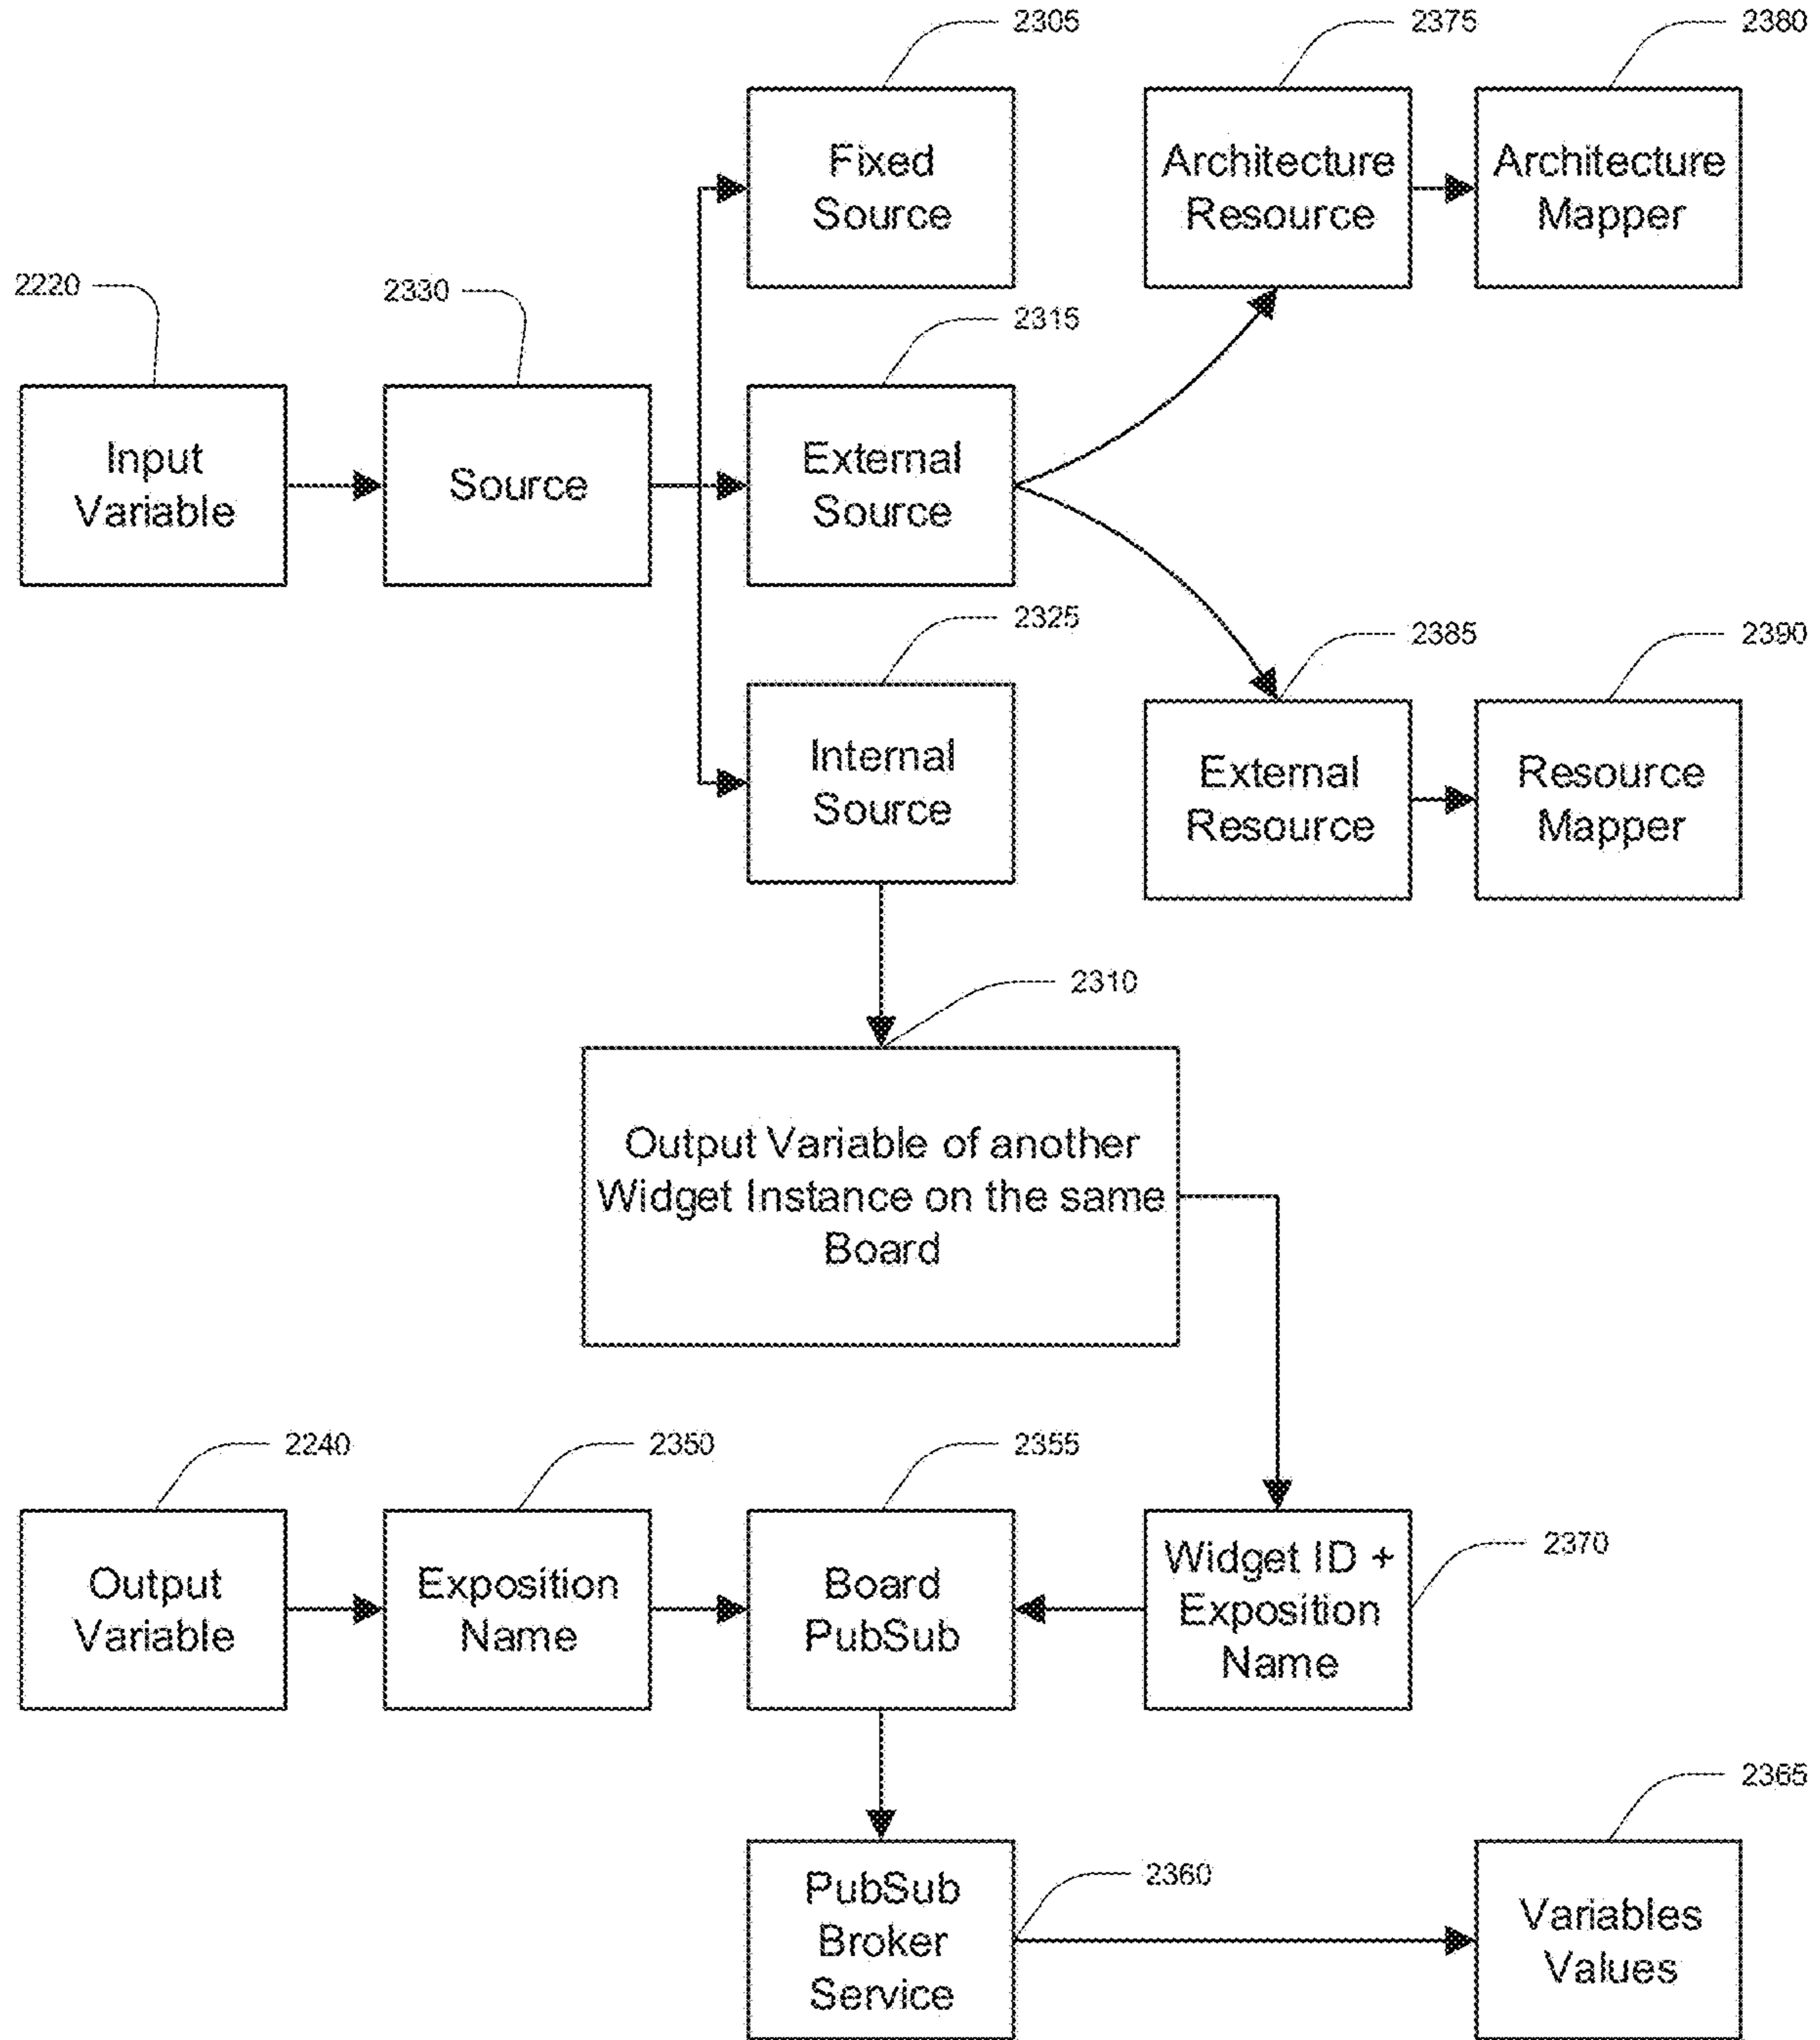 2305
2375
2380
Fixed
Source
Architecture
Resource
Architecture
Mapper
2220
2330
2315
Input
Variable
Source
External
Source
2325
2385
2390
Internal
Source
External
Resource
Resource
Mapper
2310
Output Variable of another
Widget Instance on the same
Board
2240
2350
2355
2370
Output
Variable
Exposition
Name
Board
PubSub
Widget ID +
Exposition
Name
2365
2360
PubSub
Broker
Service
Variables
Values